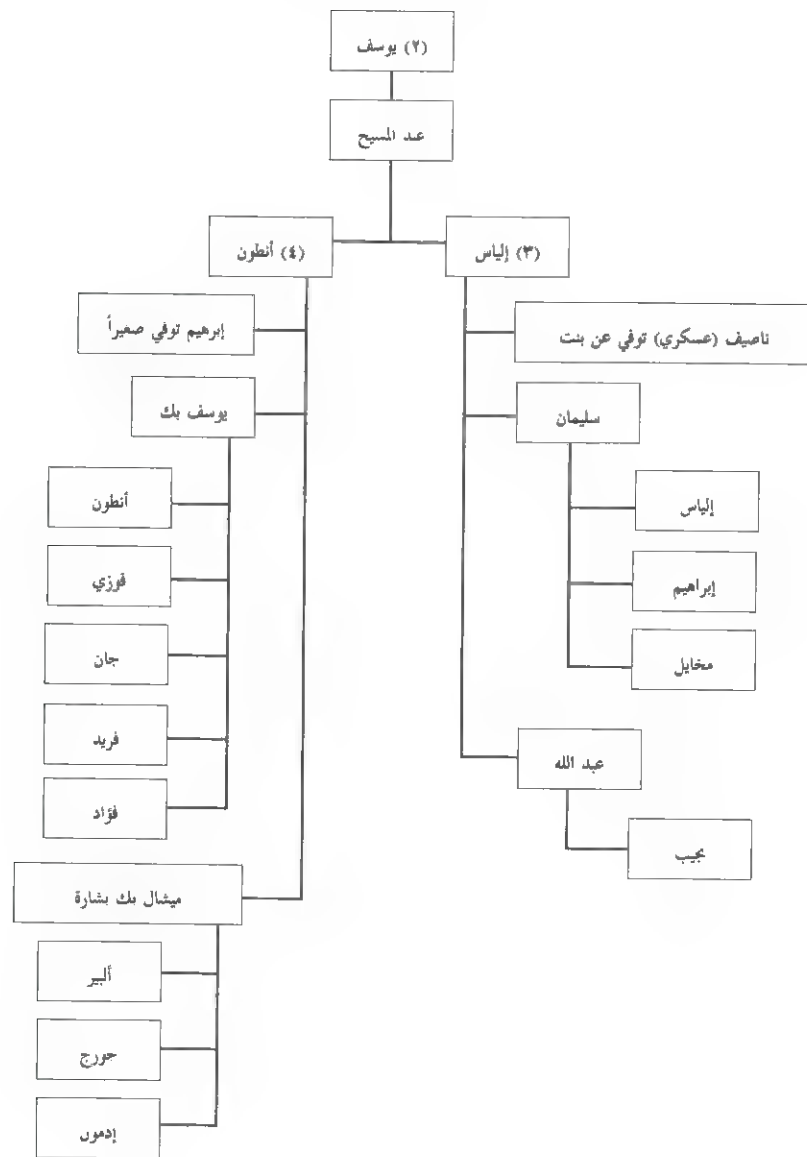 (٢) يوسف
عبد المسيح
(٣) إلياس
(٤) أنطون
ناصيف (عسكري) توفي عن بنت
إبرهيم توفي صغيراً
سليمان
يوسف بك
إلياس
أنطون
إبراهيم
فوزي
مخايل
جان
عبد الله
فريد
نجيب
فؤاد
ميشال بك بشارة
ألبير
جورج
إدمون